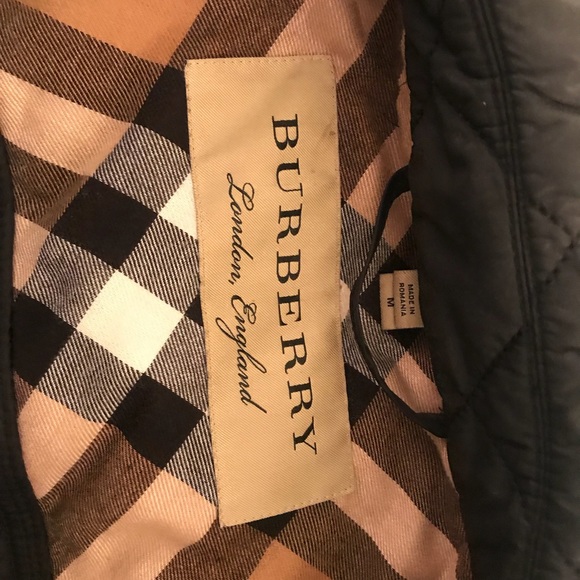 BURBERRY
London, England
MADE IN
ROMANIA
M